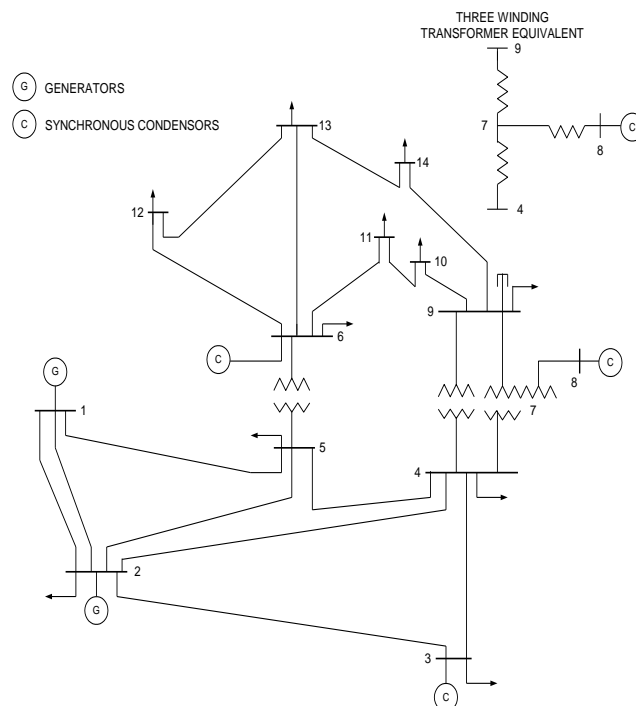 THREE WINDING
TRANSFORMER EQUIVALENT
9
G GENERATORS
C SYNCHRONOUS CONDENSORS
13
7
C
8
14
4
12
11
10
9
6
C
8
C
G
7
1
5
4
2
G
3
C